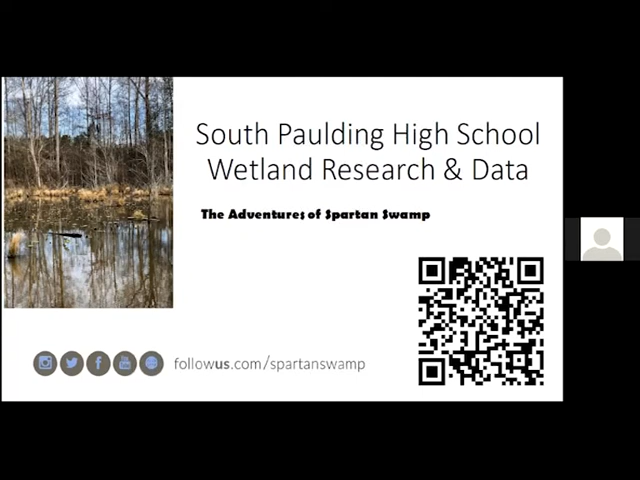 South Paulding High School
Wetland Research & Data
The Adventures of Spartan Swamp
followus.com/spartanswamp